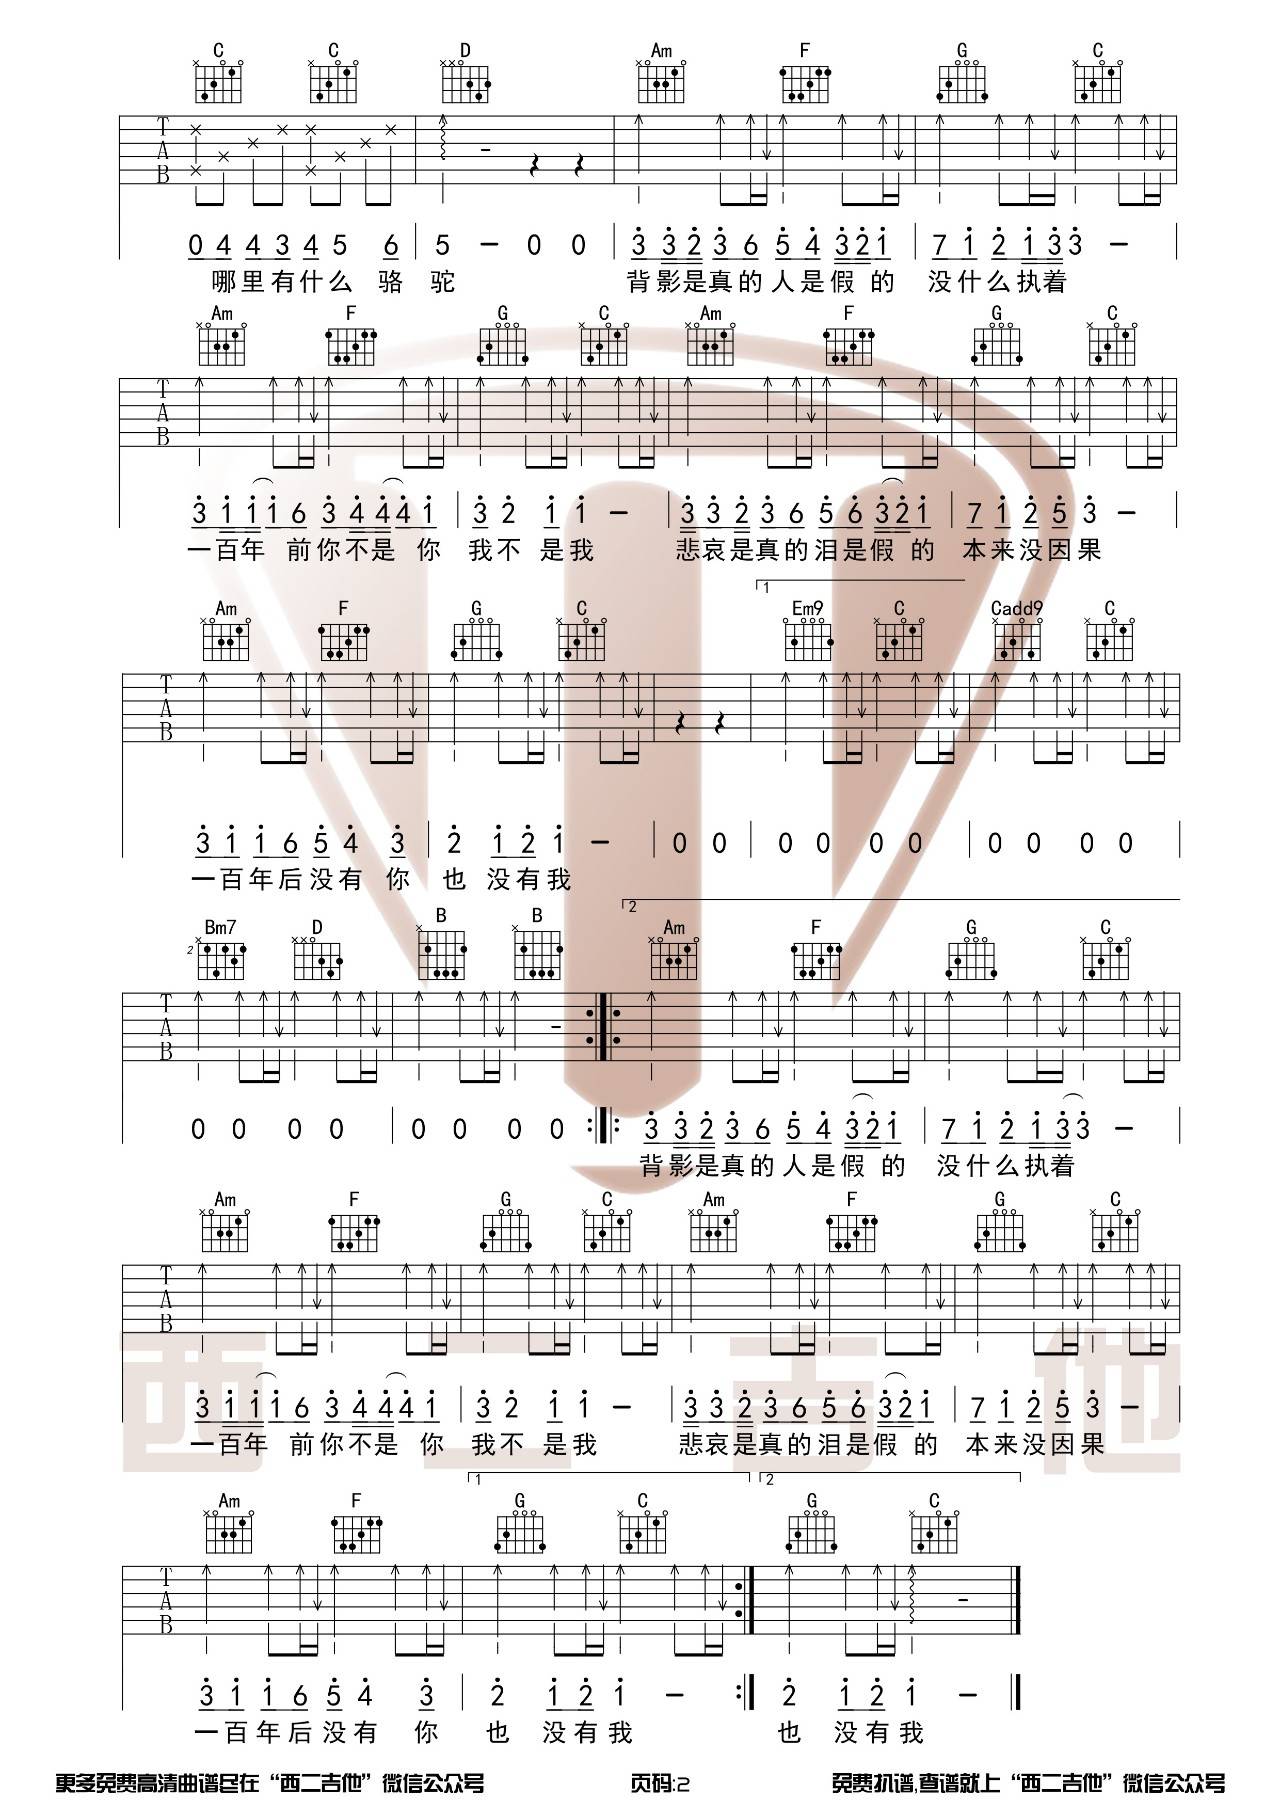 C C D Am F G C
T
A
B
0 4 4 3 4 5 6 5 – 0 0 3 3 2 3 6 5 4 3 2 1 7 1 2 1 3 3 –
哪里有什么 骆 驼 背影是真的人是假 的 没什么执着
Am F G C Am F G C
T
A
B
3 1 1 1 6 3 4 4 4 1 3 2 1 1 – 3 3 2 3 6 5 6 3 2 1 7 1 2 5 3 –
一百年 前你不是 你 我不 是我 悲哀是真的泪是假 的 本来没因果
1
Am F G C Em9 C Cadd9 C
T
A
B
3 1 1 6 5 4 3 2 1 2 1 – 0 0 0 0 0 0 0 0 0 0
一百年后没有 你 也 没有我
2
Bm7 D B B Am F G C
2
T
A
B
0 0 0 0 0 0 0 0 3 3 2 3 6 5 4 3 2 1 7 1 2 1 3 3 –
背影是真的人是假 的 没什么执着
Am F G C Am F G C
T
A
B
3 1 1 1 6 3 4 4 4 1 3 2 1 1 – 3 3 2 3 6 5 6 3 2 1 7 1 2 5 3 –
西二吉他
一百年 前你不是 你 我不 是我 悲哀是真的泪是假 的 本来没因果
1 2
Am F G C G C
T
A
B
3 1 1 6 5 4 3 2 1 2 1 – 2 1 2 1 –
一百年后没有 你 也 没有我 也 没有我
更多免费高清曲谱尽在“西二吉他”微信公众号 页码:2 免费扒谱,查谱就上“西二吉他”微信公众号